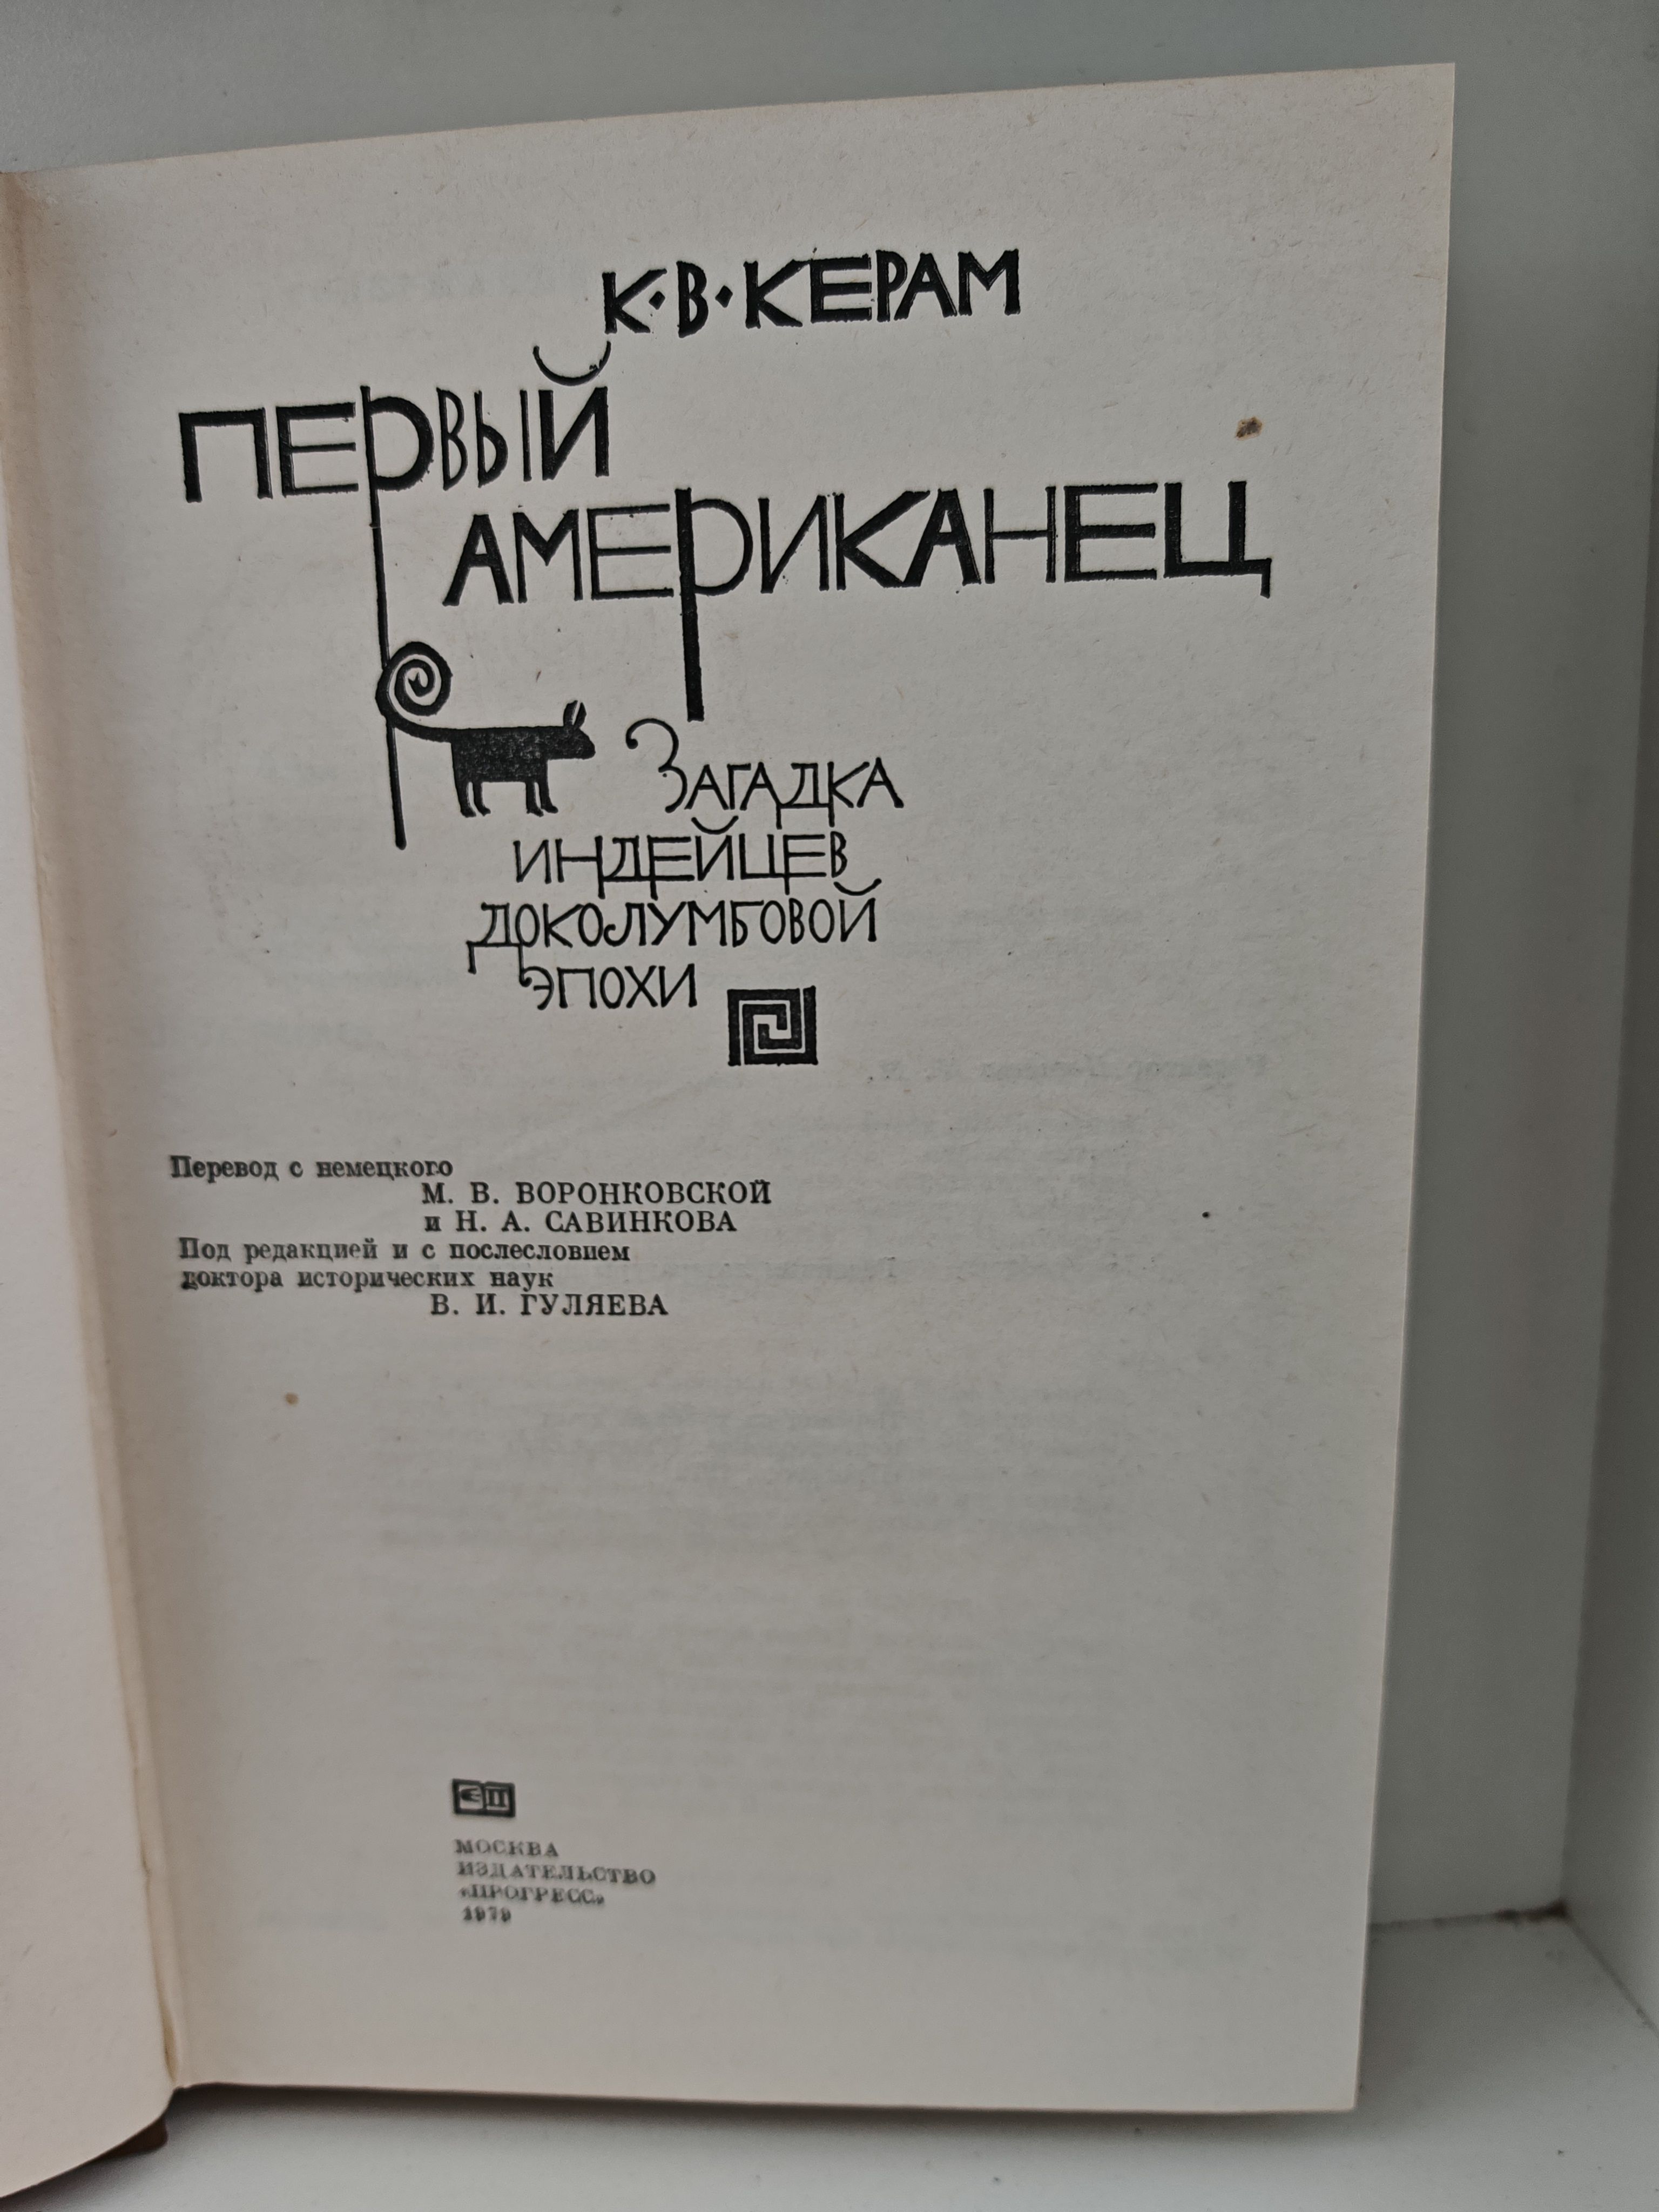 К·В·КЕРАМ
ПЕРВЫЙ
АМЕРИКАНЕЦ
ЗАГАДКА
ИНДЕЙЦЕВ
ДОКОЛУМБОВОЙ
ЭПОХИ
Перевод с немецкого
М. В. ВОРОНКОВСКОЙ
и Н. А. САВИНКОВА
Под редакцией и с послесловием
доктора исторических наук
В. И. ГУЛЯЕВА
МОСКВА
ИЗДАТЕЛЬСТВО
«ПРОГРЕСС»
1979